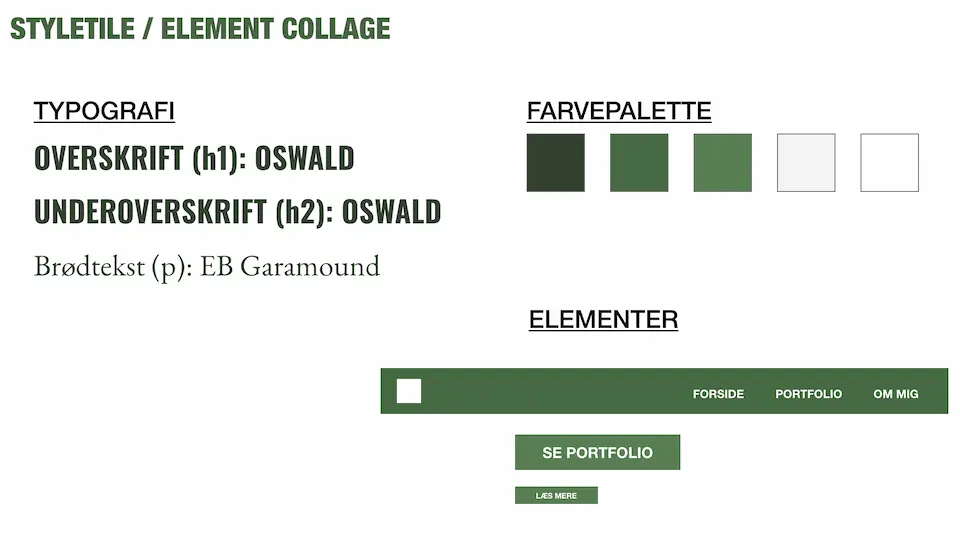 STYLETILE / ELEMENT COLLAGE
TYPOGRAFI
OVERSKRIFT (h1): OSWALD
UNDEROVERSKRIFT (h2): OSWALD
Brødtekst (p): EB Garamound
FARVEPALETTE
ELEMENTER
FORSIDE PORTFOLIO OM MIG
SE PORTFOLIO
LÆS MERE